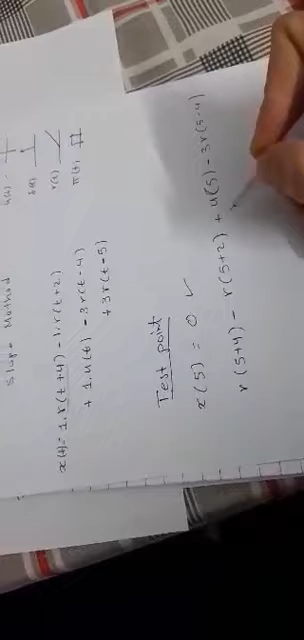 Slope Method
u(t) -
δ(t)
r(t)
π(t)
x(t) = 1.r(t+4) - 1.r(t+2)
+ 1.u(t) - 3r(t-4)
+ 3r(t-5)
Test point
x(5) = 0 ✓
r(5+4) - r(5+2) + u(5) - 3r(5-4)